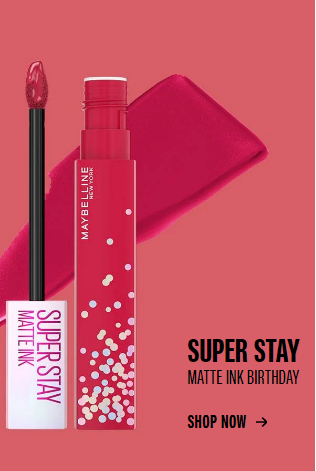 MAYBELLINE
NEW YORK
SUPER STAY
MATTE INK
SUPER STAY
MATTE INK BIRTHDAY
SHOP NOW →